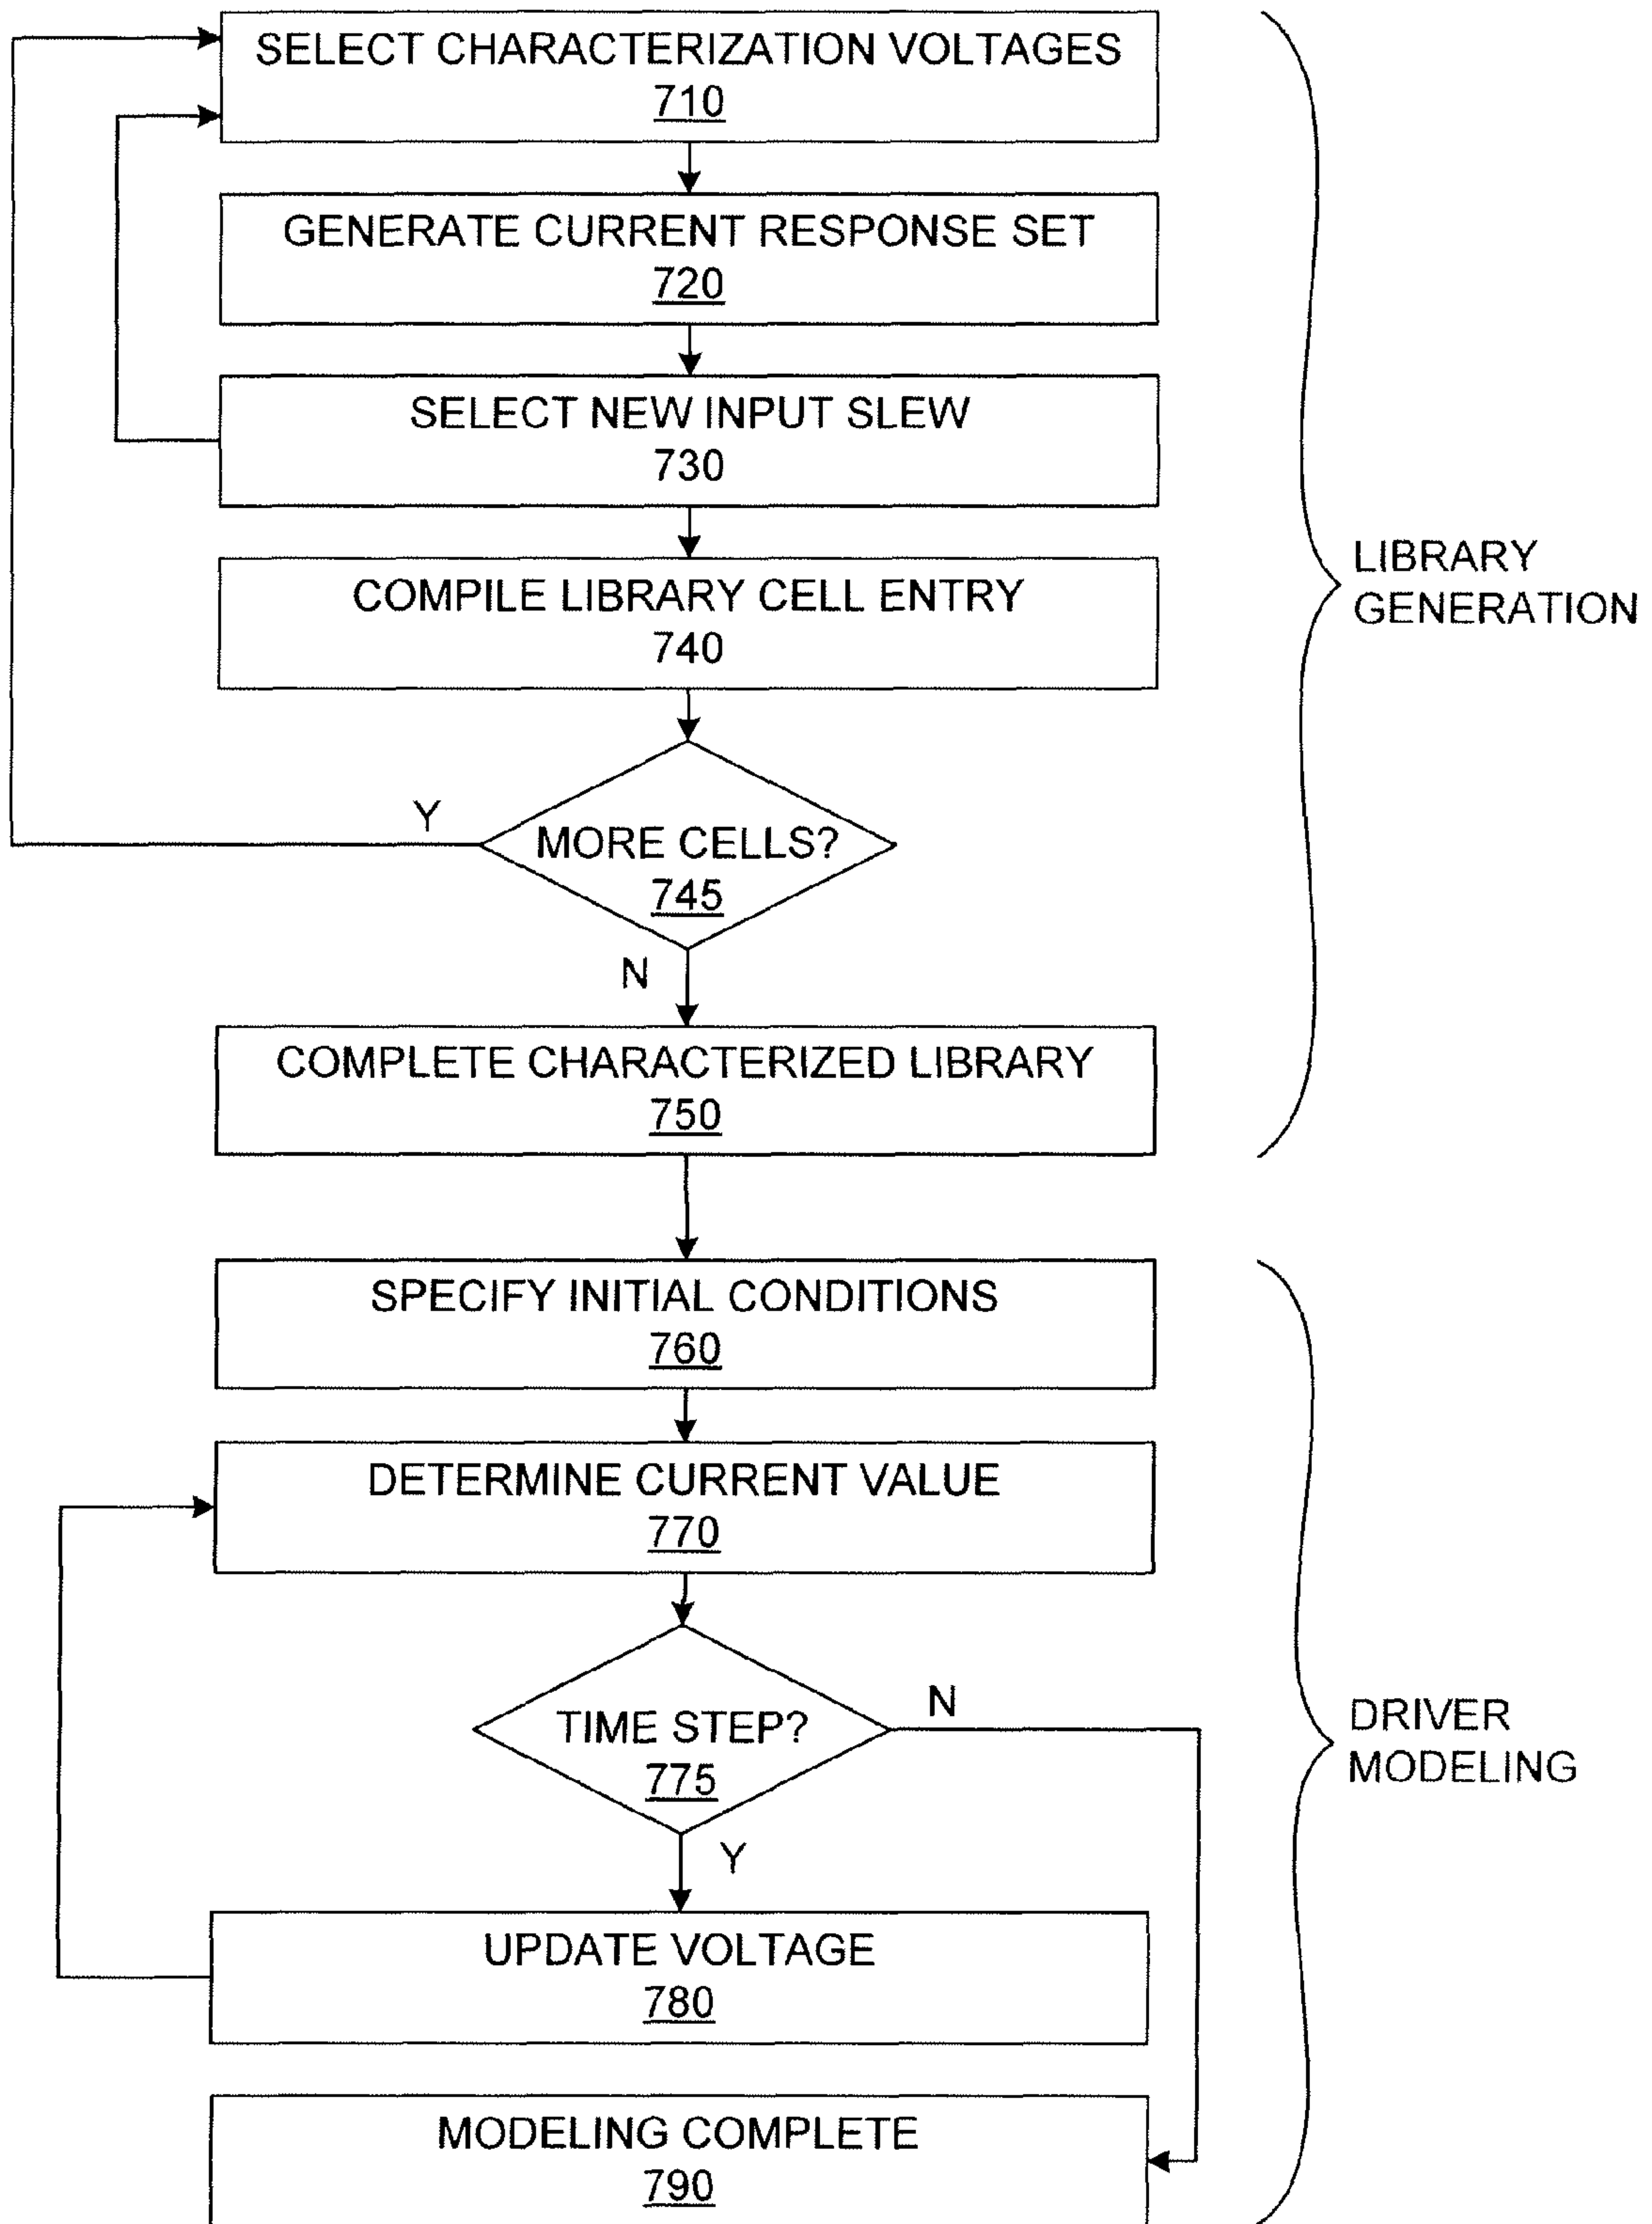 SELECT CHARACTERIZATION VOLTAGES
710
GENERATE CURRENT RESPONSE SET
720
SELECT NEW INPUT SLEW
730
COMPILE LIBRARY CELL ENTRY
740
Y
MORE CELLS?
745
N
COMPLETE CHARACTERIZED LIBRARY
750
LIBRARY
GENERATION
SPECIFY INITIAL CONDITIONS
760
DETERMINE CURRENT VALUE
770
TIME STEP?
775
N
Y
UPDATE VOLTAGE
780
MODELING COMPLETE
790
DRIVER
MODELING